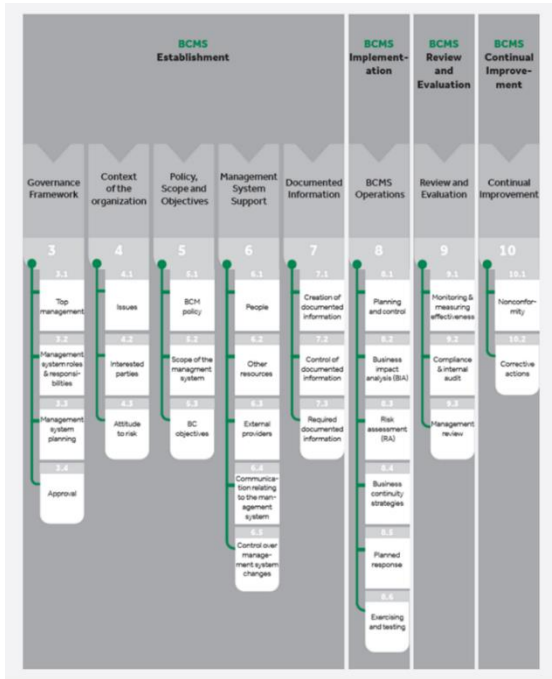 BCMS
Establishment
BCMS
Implement-
ation
BCMS
Review
and
Evaluation
BCMS
Continual
Improve-
ment
Governance
Framework
Context
of the
organization
Policy,
Scope and
Objectives
Management
System
Support
Documented
Information
BCMS
Operations
Review and
Evaluation
Continual
Improvement
3
3.1
Top
management
3.2
Management
system roles
& responsi-
bilities
3.3
Management
system
planning
3.4
Approval
4
4.1
Issues
4.2
Interested
parties
4.3
Attitude
to risk
5
5.1
BCM
policy
5.2
Scope of the
managment
system
5.3
BC
objectives
6
6.1
People
6.2
Other
resources
6.3
External
providers
6.4
Communica-
tion relating
to the man-
agement
system
6.5
Control over
manage-
ment system
changes
7
7.1
Creation of
documented
information
7.2
Control of
documented
information
7.3
Required
documented
information
8
8.1
Planning
and control
8.2
Business
impact
analysis (BIA)
8.3
Risk
assessment
(RA)
8.4
Business
continuity
strategies
8.5
Planned
response
8.6
Exercising
and testing
9
9.1
Monitoring &
measuring
effectiveness
9.2
Compliance
& internal
audit
9.3
Management
review
10
10.1
Nonconfor-
mity
10.2
Corrective
actions